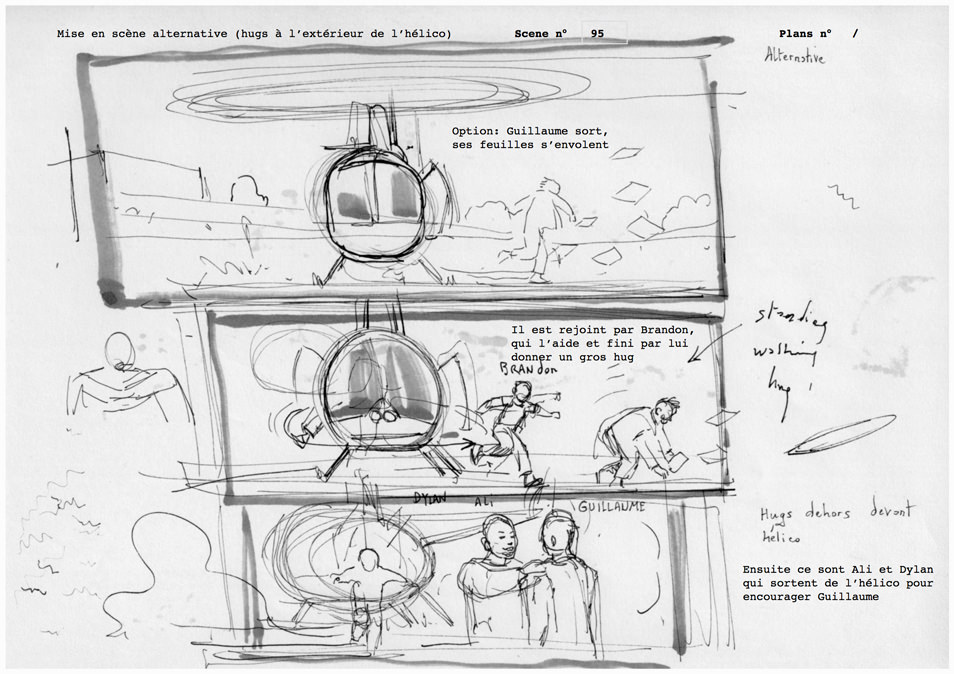 Mise en scène alternative (hugs à l'extérieur de l'hélico)
Scene n° 95
Plans n° /
Alternative
Option: Guillaume sort,
ses feuilles s'envolent
Il est rejoint par Brandon,
qui l'aide et fini par lui
donner un gros hug
BRANDON
standing
hug
DYLAN
ALi
GUILLAUME
Hugs dehors devant
hélico
Ensuite ce sont Ali et Dylan
qui sortent de l'hélico pour
encourager Guillaume